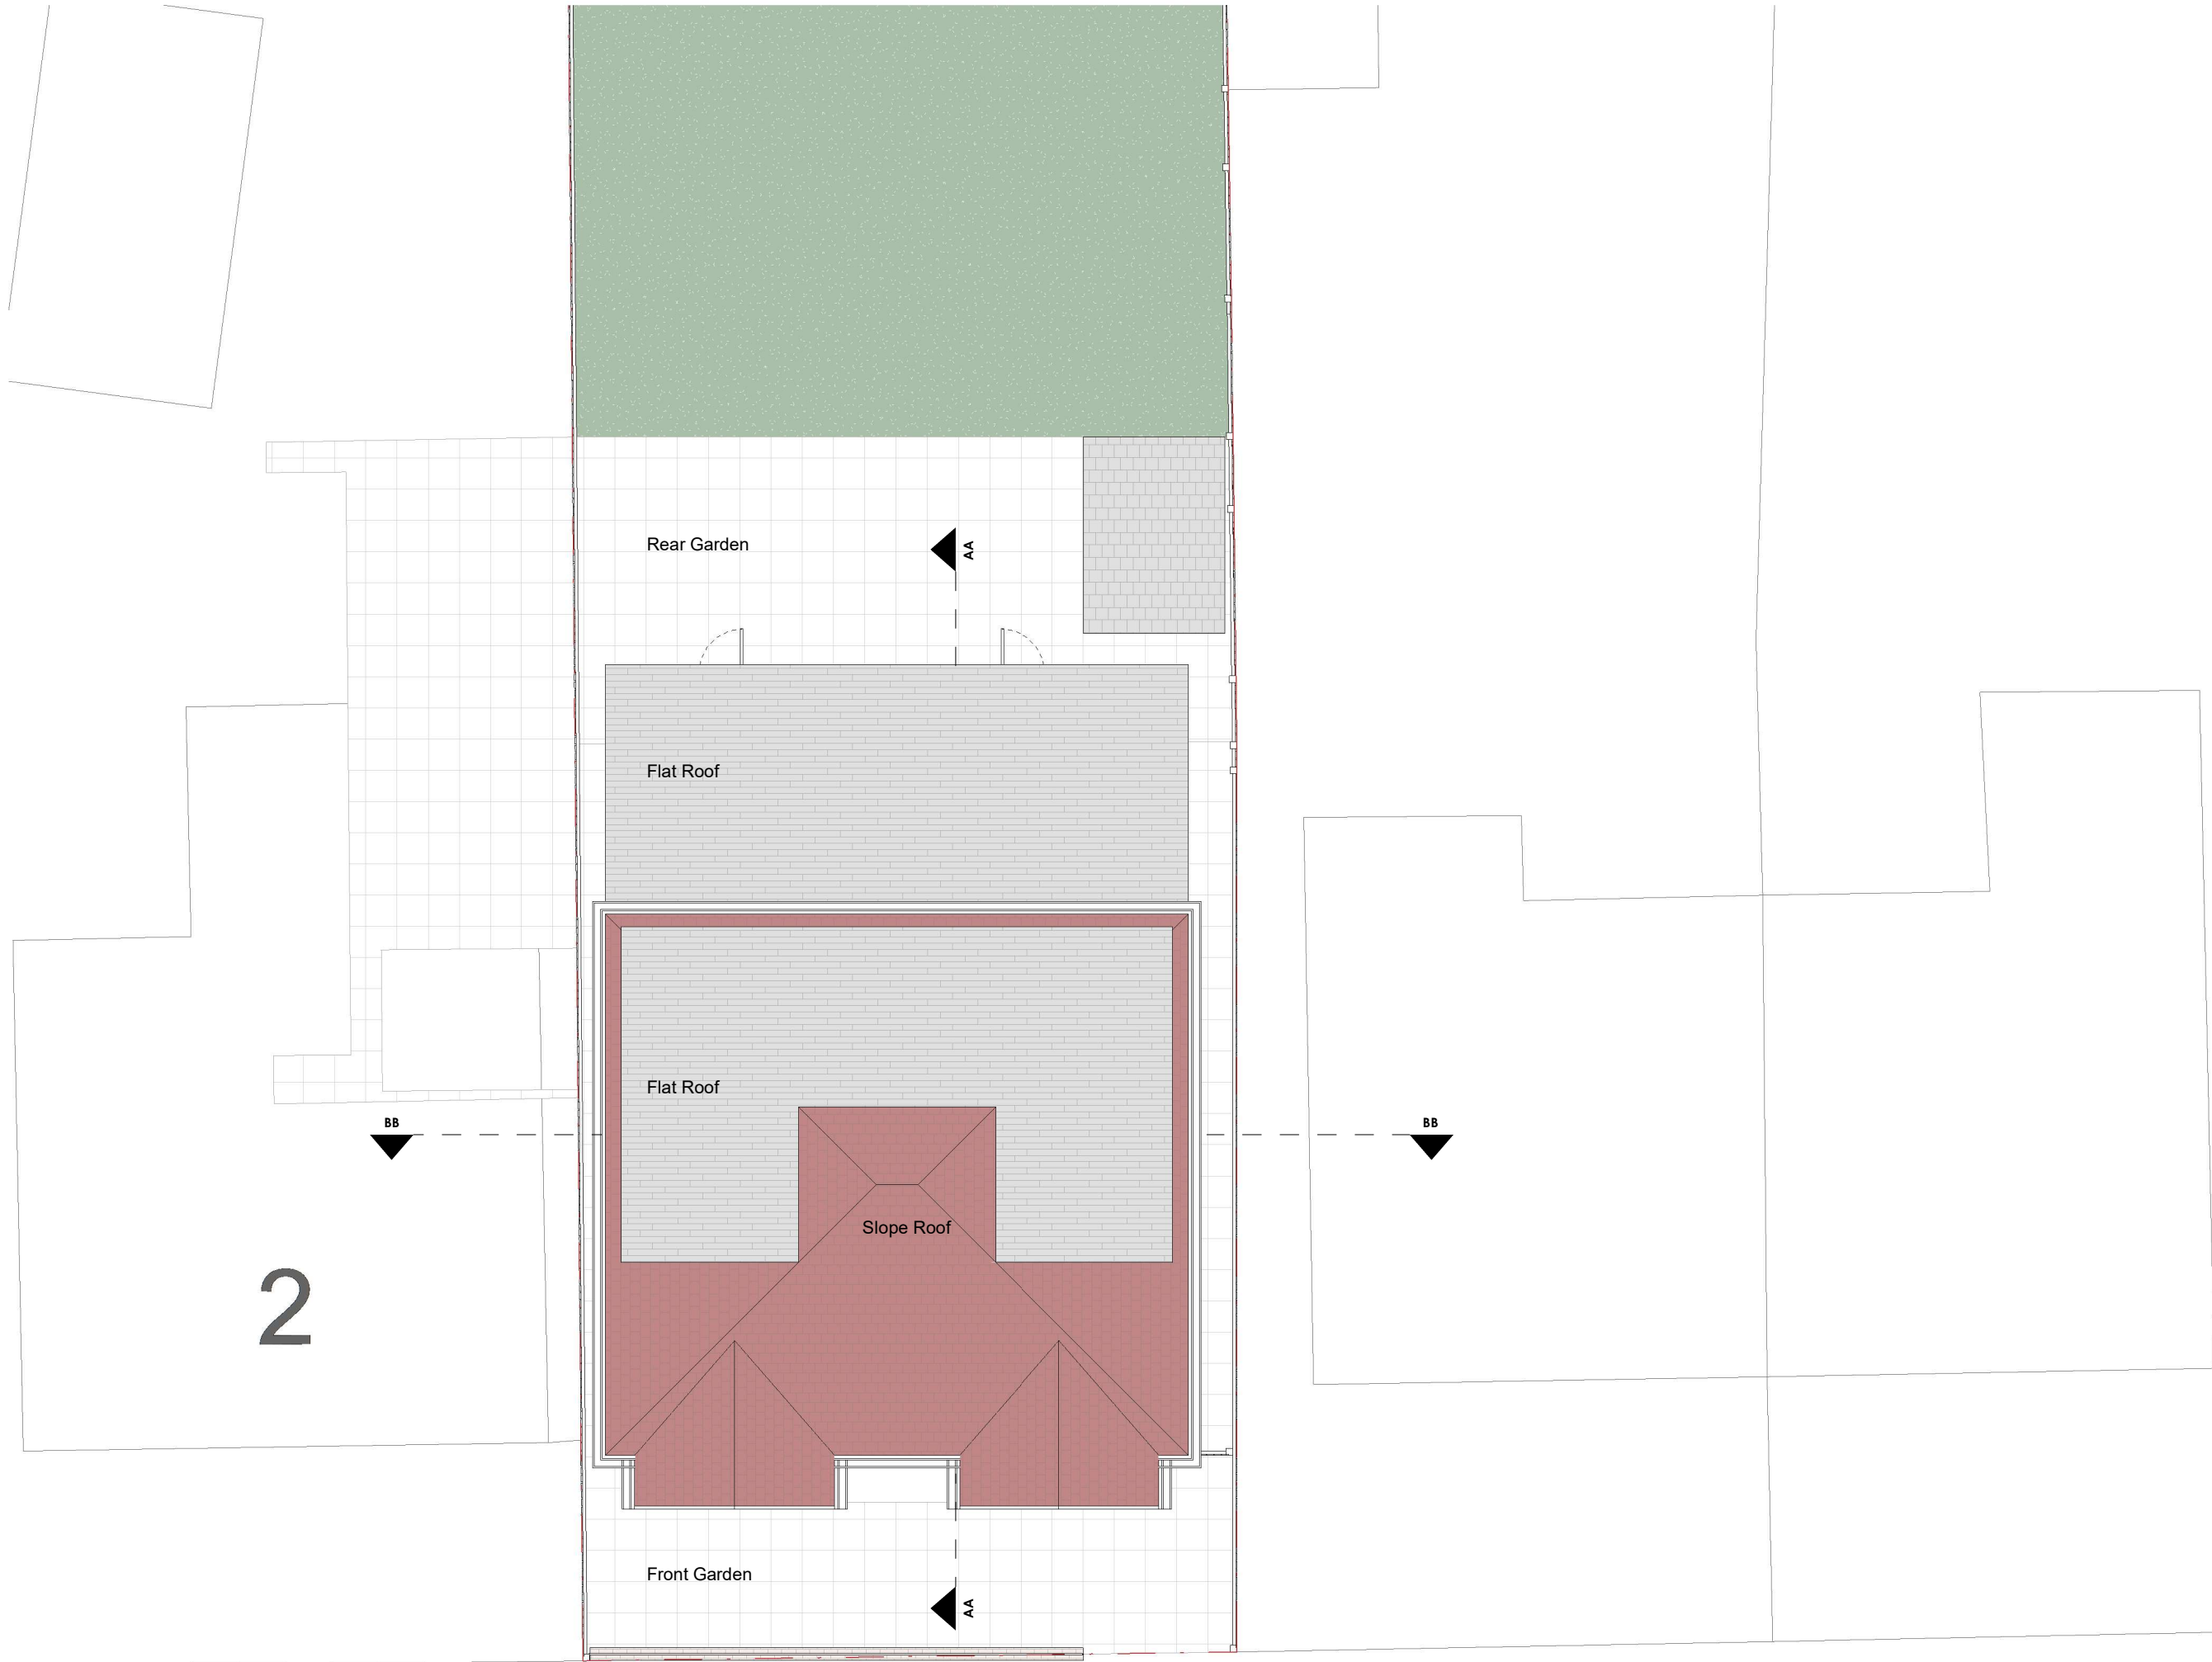 Rear Garden
AA
Flat Roof
Flat Roof
BB
BB
Slope Roof
2
Front Garden
AA